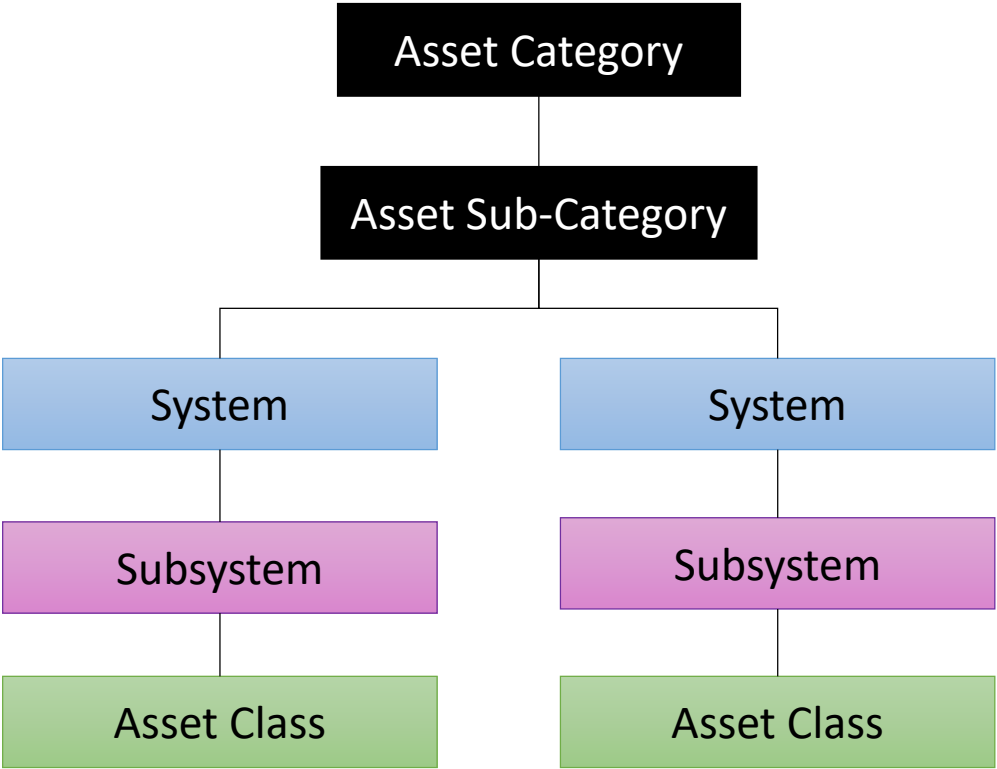 Asset Category
Asset Sub-Category
System
System
Subsystem
Subsystem
Asset Class
Asset Class